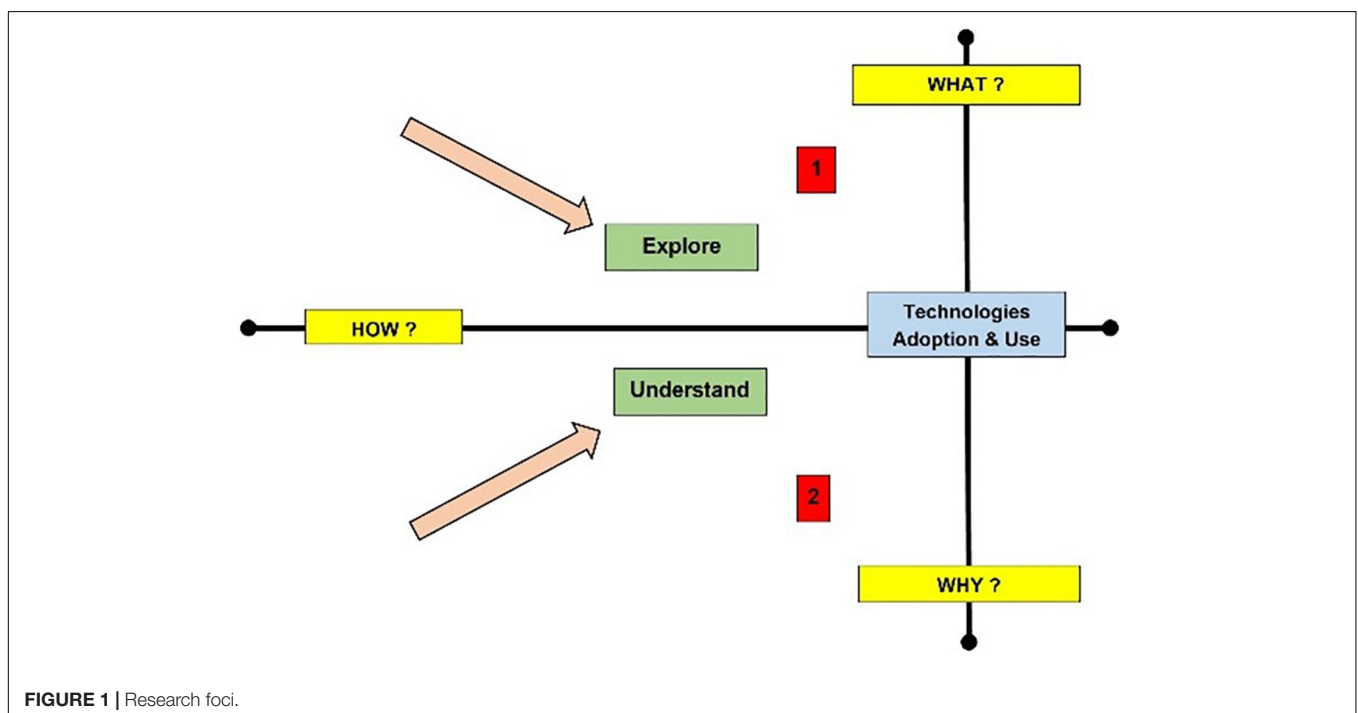 WHAT ?
1
Explore
HOW ?
Technologies
Adoption & Use
Understand
2
WHY ?
FIGURE 1 | Research foci.